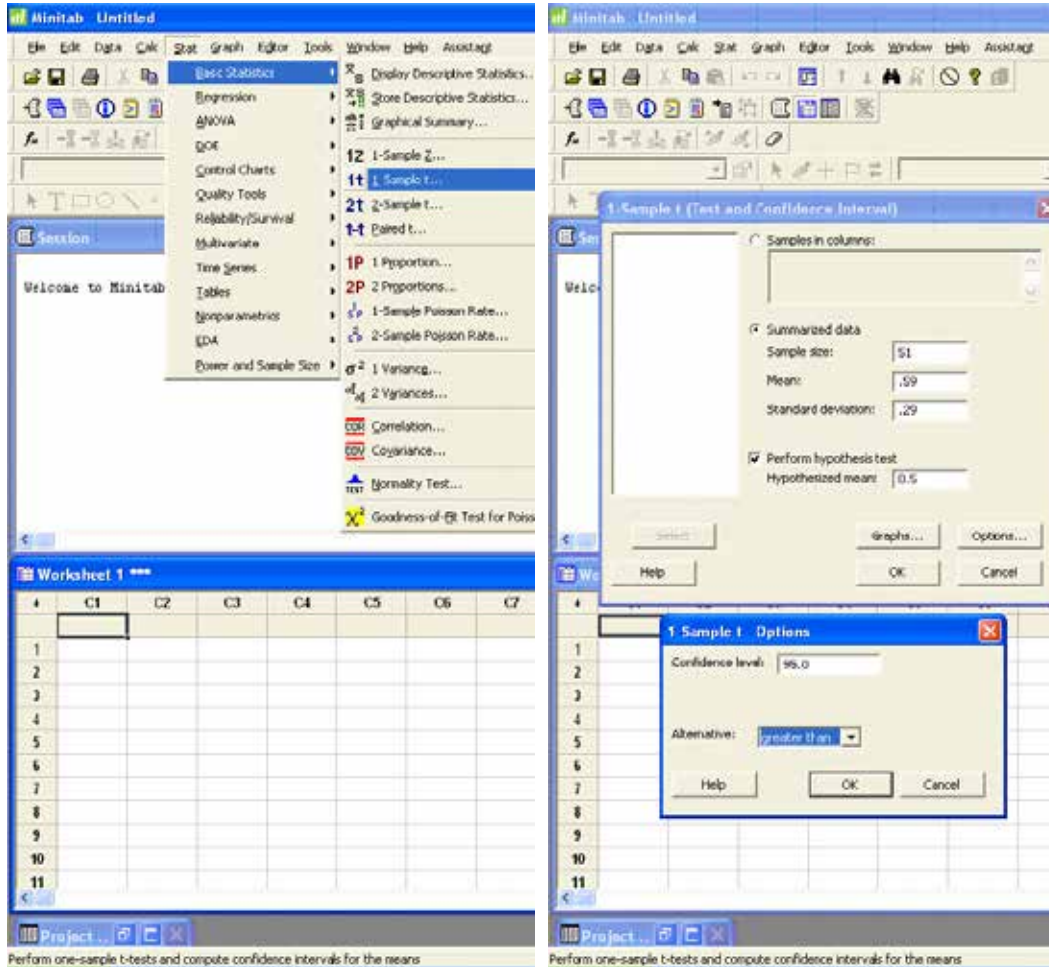 Minitab Untitled
File Edit Data Calc Stat Graph Editor Tools Window Help Assistant
Basic Statistics
Regression
ANOVA
DOE
Control Charts
Quality Tools
Reliability/Survival
Multivariate
Time Series
Tables
Nonparametrics
EDA
Power and Sample Size
Display Descriptive Statistics...
Store Descriptive Statistics...
Graphical Summary...
1Z 1-Sample Z...
1t 1-Sample t...
2t 2-Sample t...
t-t Paired t...
1P 1 Proportion...
2P 2 Proportions...
1-Sample Poisson Rate...
2-Sample Poisson Rate...
σ² 1 Variance...
2 Variances...
COR Correlation...
COV Covariance...
TEST Normality Test...
χ² Goodness-of-Fit Test for Poiss
Session
Welcome to Minitab
Worksheet 1 ***
C1 C2 C3 C4 C5 C6 C7
1
2
3
4
5
6
7
8
9
10
11
Project...
Perform one-sample t-tests and compute confidence intervals for the means
Minitab Untitled
File Edit Data Calc Stat Graph Editor Tools Window Help Assistant
1-Sample t (Test and Confidence Interval)
Samples in columns:
Summarized data
Sample size: 51
Mean: .59
Standard deviation: .29
Perform hypothesis test
Hypothesized mean: 0.5
Select
Graphs... Options...
Help OK Cancel
1-Sample t - Options
Confidence level: 95.0
Alternative: greater than
Help OK Cancel
1
2
3
4
5
6
7
8
9
10
11
Project...
Perform one-sample t-tests and compute confidence intervals for the means